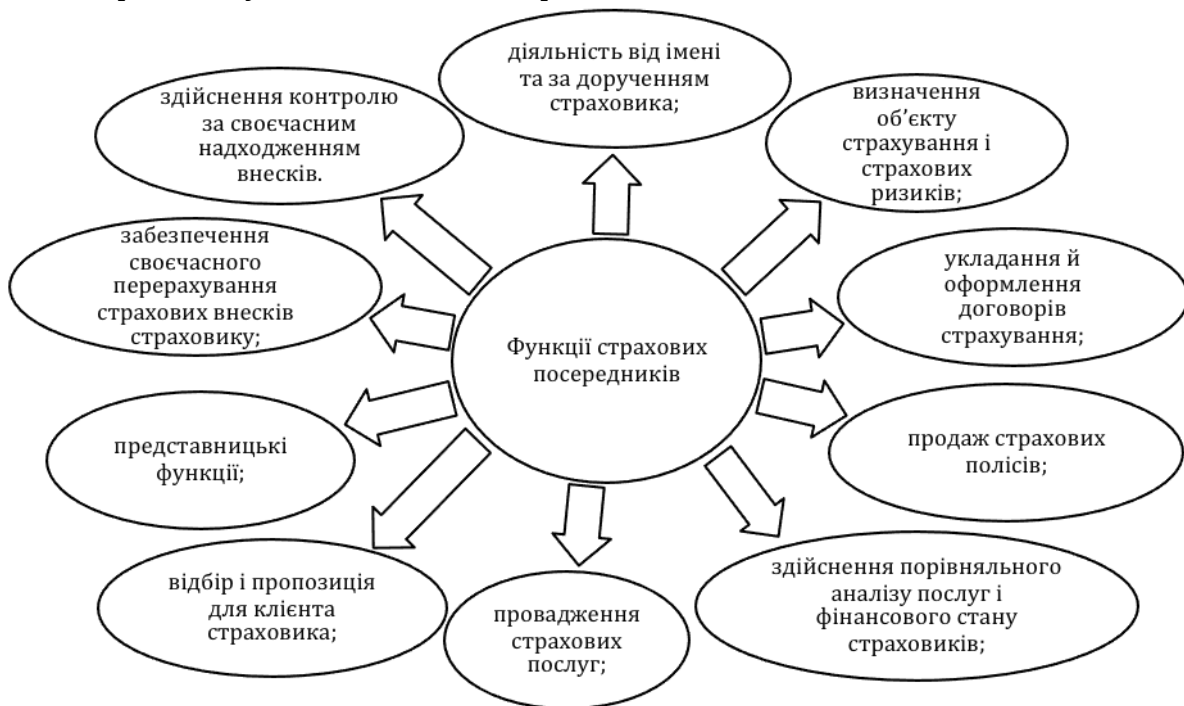 діяльність від імені
та за дорученням
страховика;
визначення
об’єкту
страхування і
страхових
ризиків;
укладання й
оформлення
договорів
страхування;
продаж страхових
полісів;
здійснення порівняльного
аналізу послуг і
фінансового стану
страховиків;
провадження
страхових
послуг;
відбір і пропозиція
для клієнта
страховика;
представницькі
функції;
забезпечення
своєчасного
перерахування
страхових внесків
страховику;
здійснення контролю
за своєчасним
надходженням
внесків.
Функції страхових
посередників